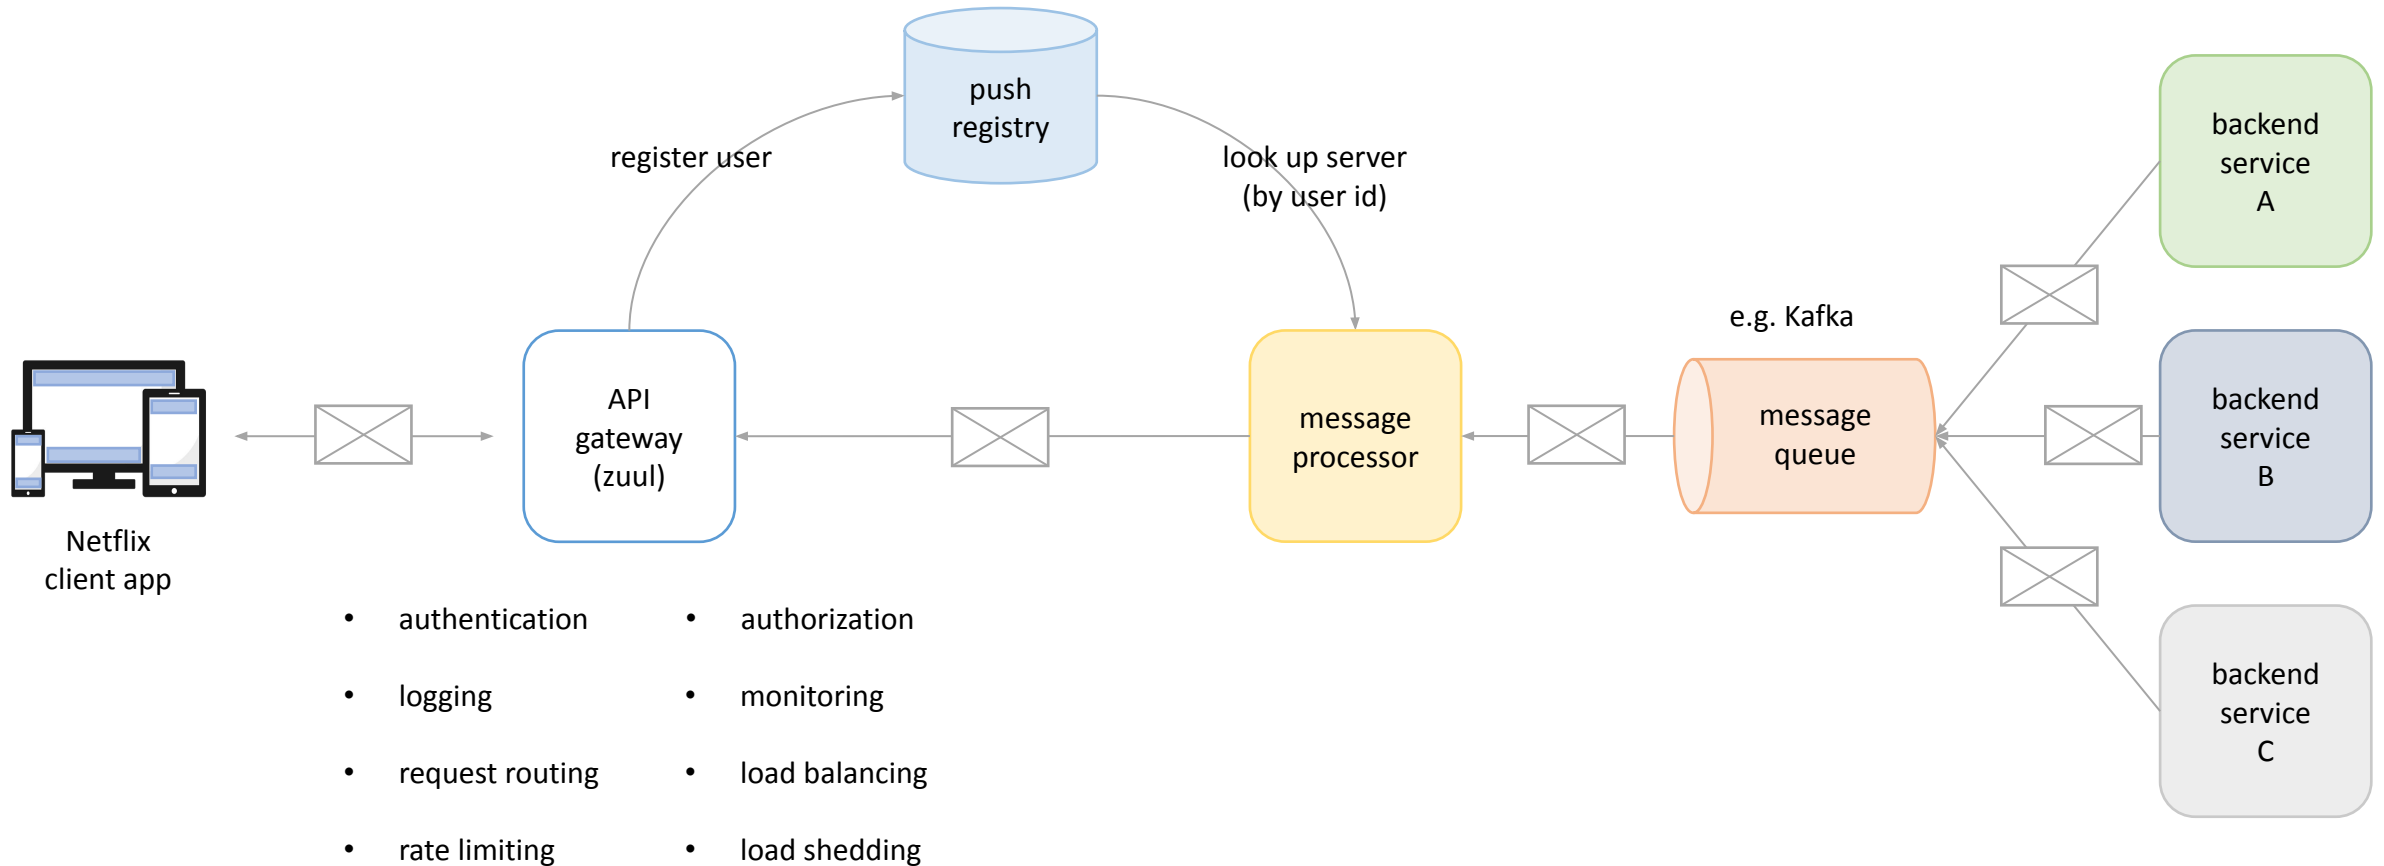 push
registry
register user
look up server
(by user id)
backend
service
A
e.g. Kafka
Netflix
client app
API
gateway
(zuul)
message
processor
message
queue
backend
service
B
backend
service
C
• authentication
• authorization
• logging
• monitoring
• request routing
• load balancing
• rate limiting
• load shedding